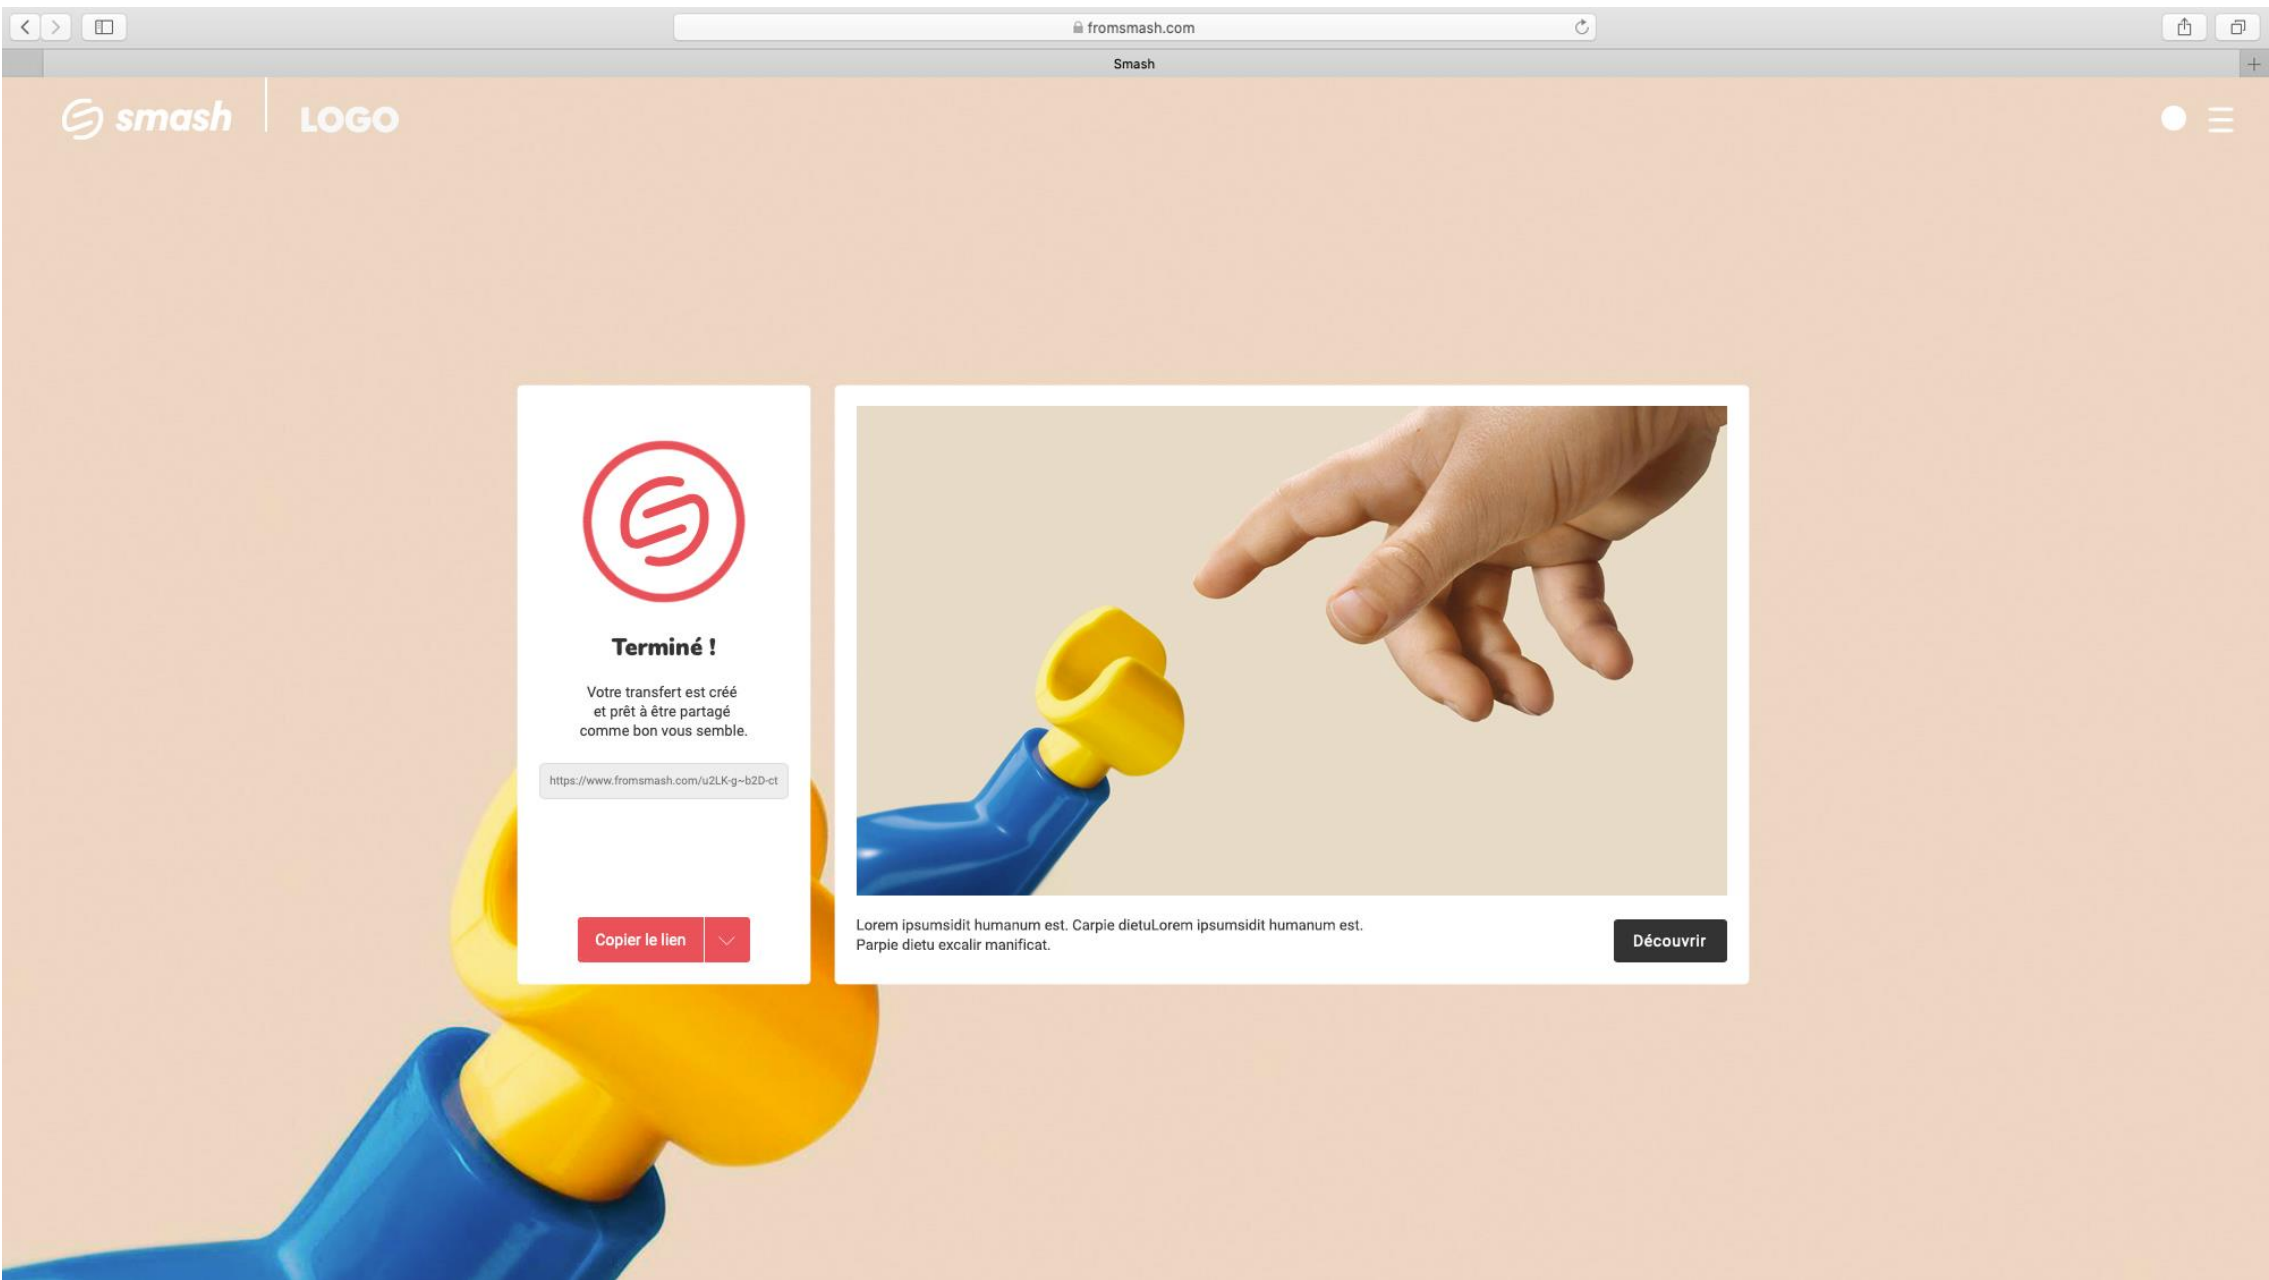 fromsmash.com
Smash
smash
LOGO
Terminé !
Votre transfert est créé
et prêt à être partagé
comme bon vous semble.
https://www.fromsmash.com/u2LK-g~b2D-ct
Copier le lien
Lorem ipsumsidit humanum est. Carpie dietuLorem ipsumsidit humanum est.
Parpie dietu excalir manificat.
Découvrir